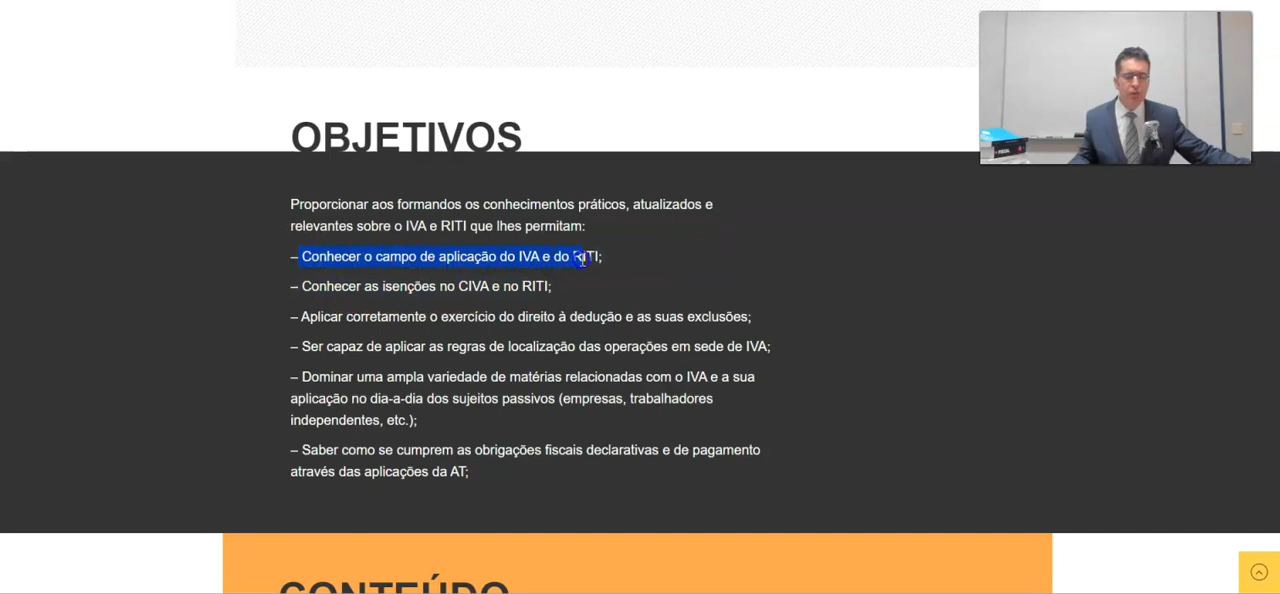 OBJETIVOS
Proporcionar aos formandos os conhecimentos práticos, atualizados e
relevantes sobre o IVA e RITI que lhes permitam:
– Conhecer o campo de aplicação do IVA e do RITI;
– Conhecer as isenções no CIVA e no RITI;
– Aplicar corretamente o exercício do direito à dedução e as suas exclusões;
– Ser capaz de aplicar as regras de localização das operações em sede de IVA;
– Dominar uma ampla variedade de matérias relacionadas com o IVA e a sua
aplicação no dia-a-dia dos sujeitos passivos (empresas, trabalhadores
independentes, etc.);
– Saber como se cumprem as obrigações fiscais declarativas e de pagamento
através das aplicações da AT;
CONTEÚDO